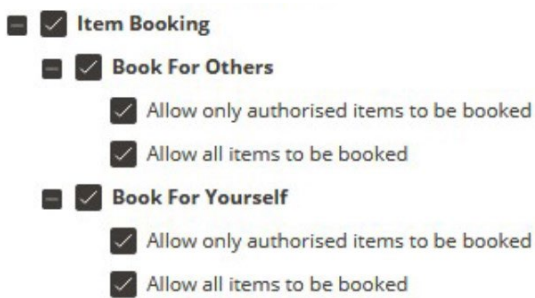 Item Booking
Book For Others
Allow only authorised items to be booked
Allow all items to be booked
Book For Yourself
Allow only authorised items to be booked
Allow all items to be booked